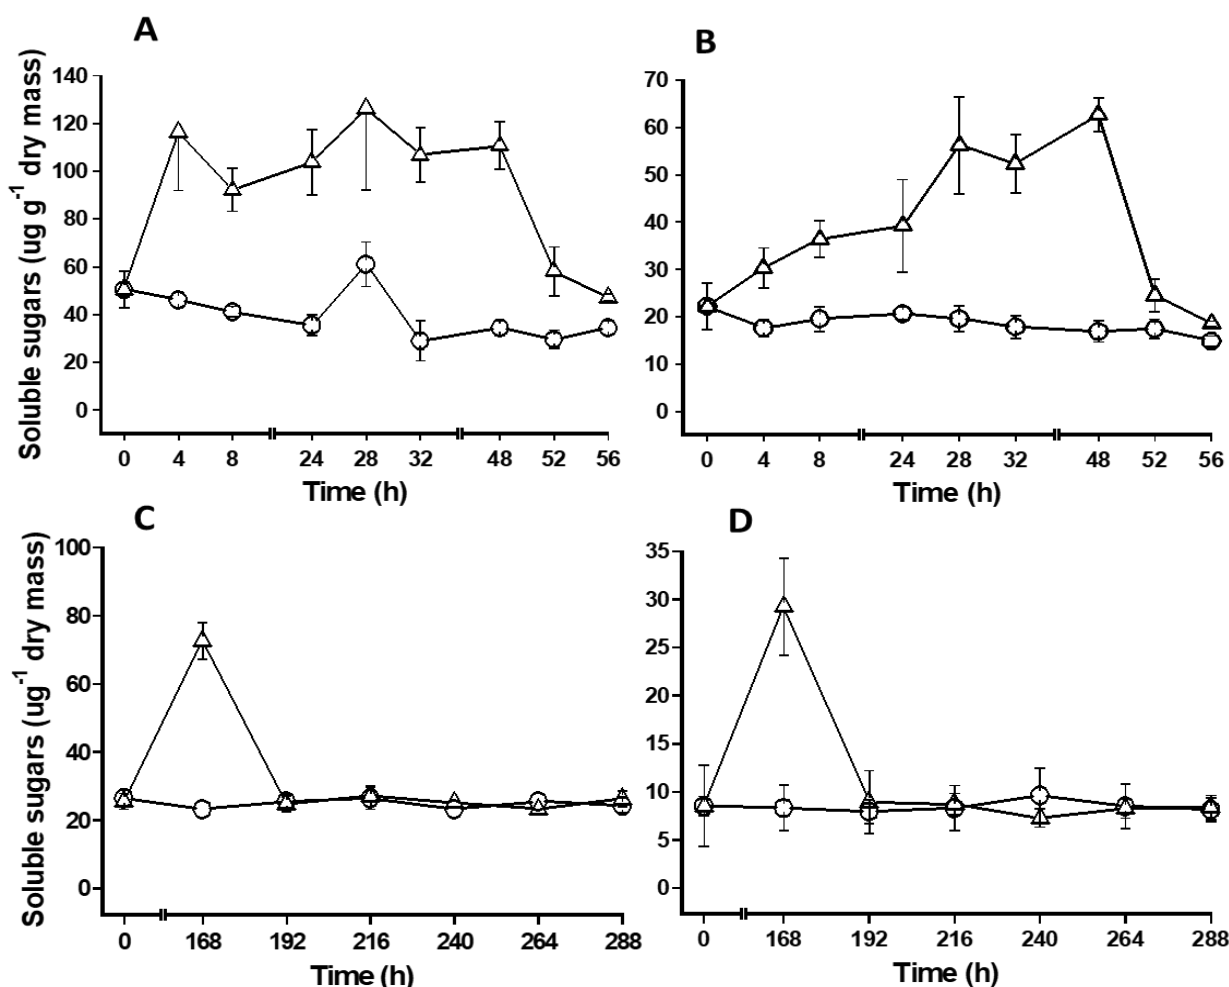 A
Soluble sugars (ug g⁻¹ dry mass)
140
120
100
80
60
40
20
0
0 4 8 24 28 32 48 52 56
Time (h)
B
70
60
50
40
30
20
10
0
0 4 8 24 28 32 48 52 56
Time (h)
C
Soluble sugars (ug⁻¹ dry mass)
100
80
60
40
20
0
0 168 192 216 240 264 288
Time (h)
D
35
30
25
20
15
10
5
0
0 168 192 216 240 264 288
Time (h)